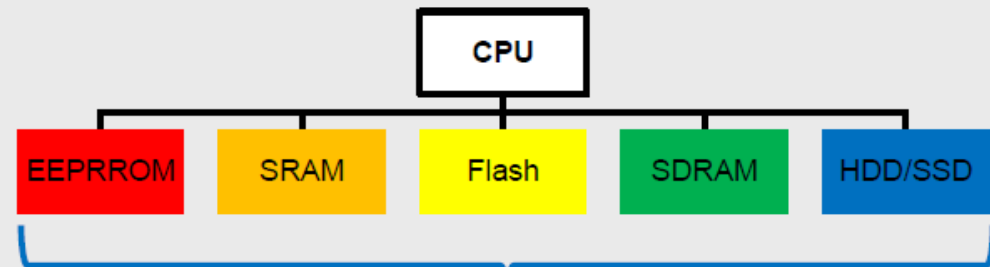 CPU
EEPRROM
SRAM
Flash
SDRAM
HDD/SSD